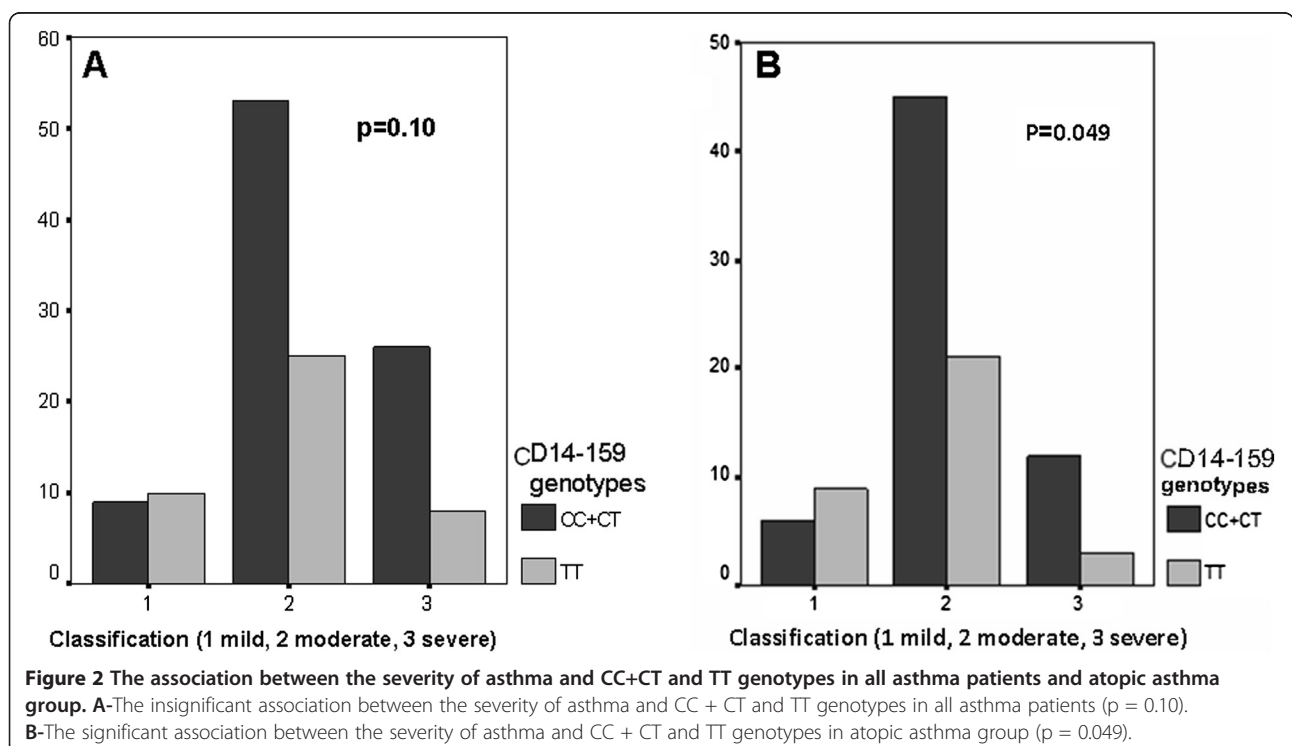 60
50
40
30
20
10
0
A
p=0.10
CD14-159
genotypes
CC+CT
TT
1
2
3
Classification (1 mild, 2 moderate, 3 severe)
50
40
30
20
10
0
B
P=0.049
CD14-159
genotypes
CC+CT
TT
1
2
3
Classification (1 mild, 2 moderate, 3 severe)
Figure 2 The association between the severity of asthma and CC+CT and TT genotypes in all asthma patients and atopic asthma
group. A-The insignificant association between the severity of asthma and CC + CT and TT genotypes in all asthma patients (p = 0.10).
B-The significant association between the severity of asthma and CC + CT and TT genotypes in atopic asthma group (p = 0.049).